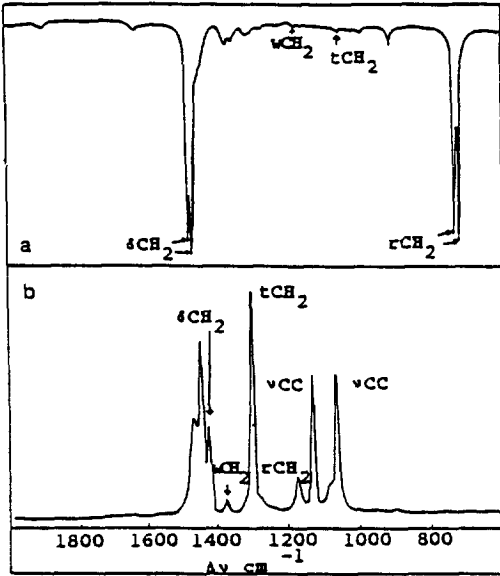 wCH2
tCH2
a
δCH2
rCH2
b
tCH2
δCH2
νCC
νCC
wCH2
rCH2
1800
1600
1400
1200
1000
800
Δν cm-1